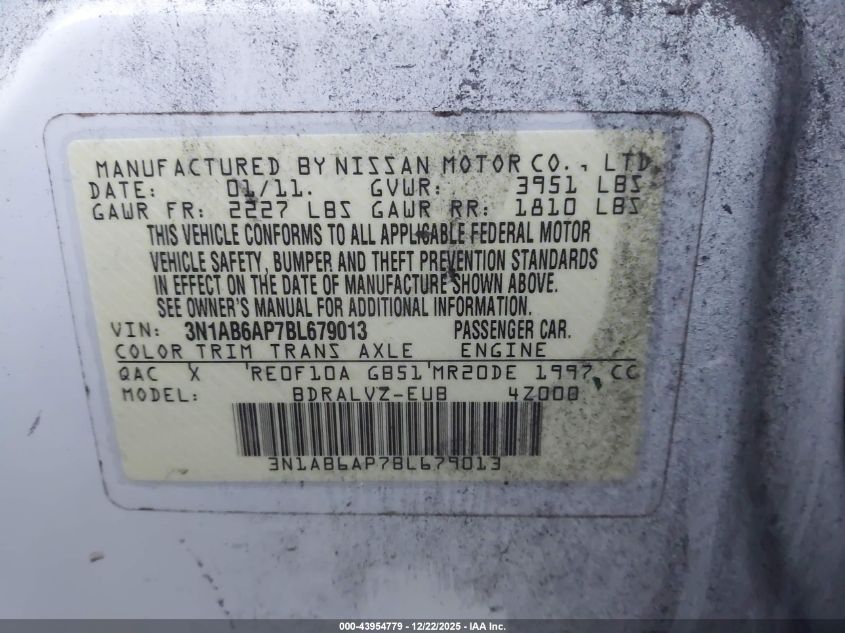 MANUFACTURED BY NISSAN MOTOR CO., LTD
DATE: 01/11. GVWR: 3951 LBS
GAWR FR: 2227 LBS GAWR RR: 1810 LBS
THIS VEHICLE CONFORMS TO ALL APPLICABLE FEDERAL MOTOR
VEHICLE SAFETY, BUMPER AND THEFT PREVENTION STANDARDS
IN EFFECT ON THE DATE OF MANUFACTURE SHOWN ABOVE.
SEE OWNER'S MANUAL FOR ADDITIONAL INFORMATION.
VIN: 3N1AB6AP7BL679013 PASSENGER CAR.
COLOR TRIM TRANS AXLE ENGINE
QAC X 'RE0F10A GB51'MR20DE 1997 CC
MODEL: BDRALVZ-EUB 4Z000
3N1AB6AP7BL679013
000-43954779 - 12/22/2025 - IAA Inc.